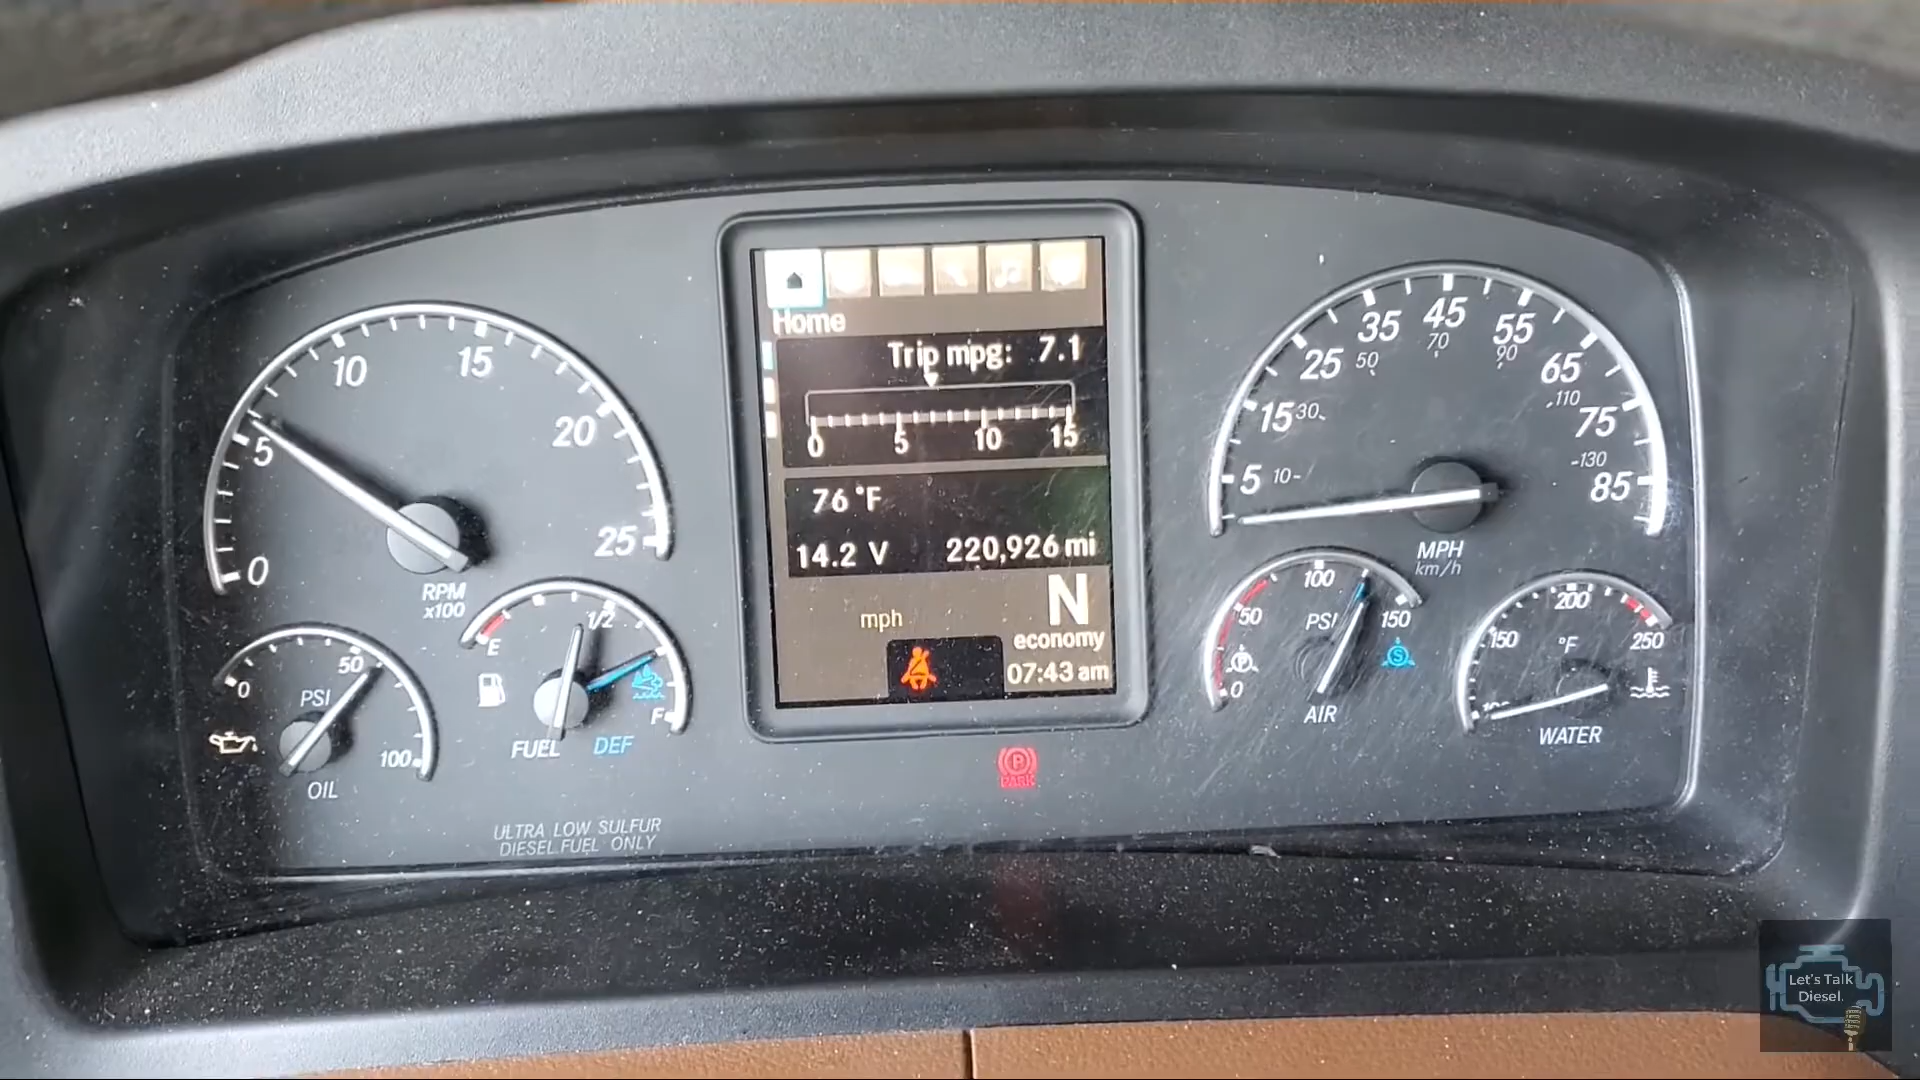 Home
Trip mpg: 7.1
0 5 10 15
76°F
14.2 V 220,926 mi
N
mph
economy
07:43 am
0 5 10 15 20 25
RPM
x100
0 50 100
PSI
OIL
E 1/2 F
FUEL DEF
ULTRA LOW SULFUR
DIESEL FUEL ONLY
P
PARK
5 15 25 35 45 55 65 75 85
10 30 50 70 90 110 130
MPH
km/h
0 50 100 150
PSI
P
S
AIR
150 200 250
°F
WATER
Let's Talk
Diesel